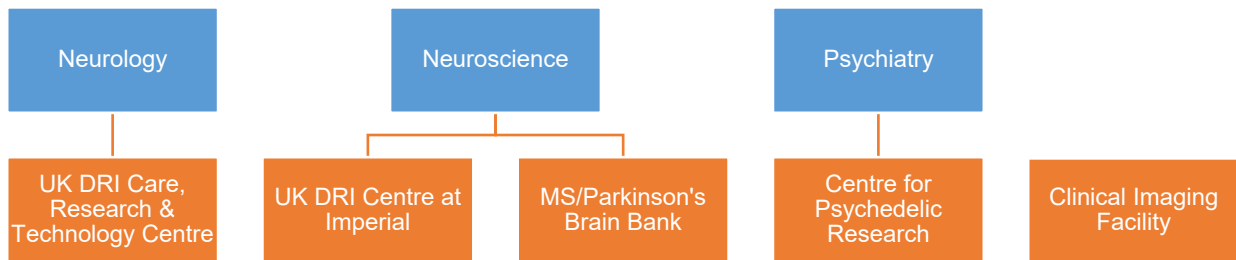 Neurology
Neuroscience
Psychiatry
UK DRI Care,
Research &
Technology Centre
UK DRI Centre at
Imperial
MS/Parkinson's
Brain Bank
Centre for
Psychedelic
Research
Clinical Imaging
Facility